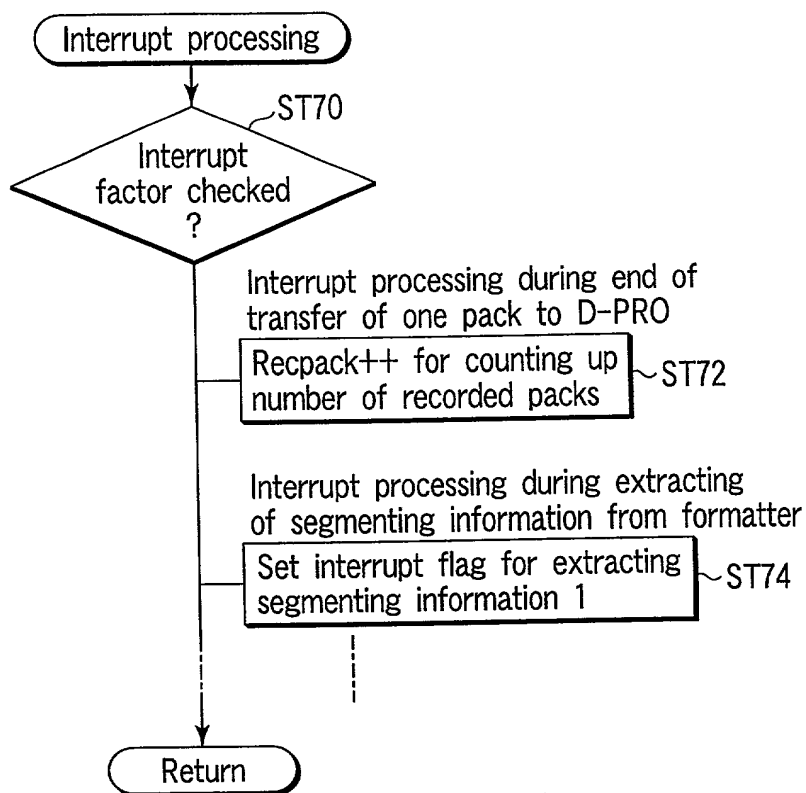 Interrupt processing
ST70
Interrupt
factor checked
?
Interrupt processing during end of
transfer of one pack to D-PRO
Recpack++ for counting up
number of recorded packs
ST72
Interrupt processing during extracting
of segmenting information from formatter
Set interrupt flag for extracting
segmenting information 1
ST74
Return